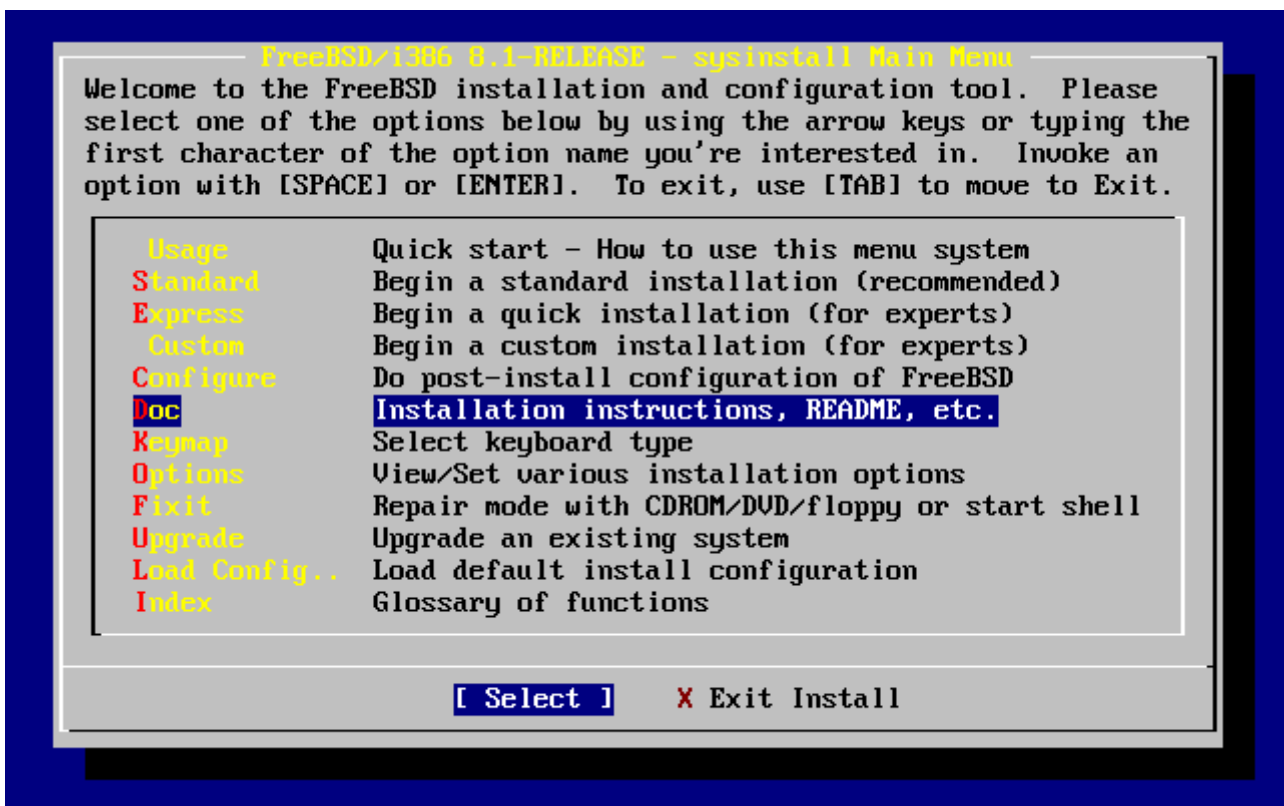 FreeBSD/i386 8.1-RELEASE - sysinstall Main Menu
Welcome to the FreeBSD installation and configuration tool.  Please
select one of the options below by using the arrow keys or typing the
first character of the option name you're interested in.  Invoke an
option with [SPACE] or [ENTER].  To exit, use [TAB] to move to Exit.
Usage Quick start - How to use this menu system
Standard Begin a standard installation (recommended)
Express Begin a quick installation (for experts)
Custom Begin a custom installation (for experts)
Configure Do post-install configuration of FreeBSD
Doc Installation instructions, README, etc.
Keymap Select keyboard type
Options View/Set various installation options
Fixit Repair mode with CDROM/DVD/floppy or start shell
Upgrade Upgrade an existing system
Load Config.. Load default install configuration
Index Glossary of functions
[ Select ] X Exit Install